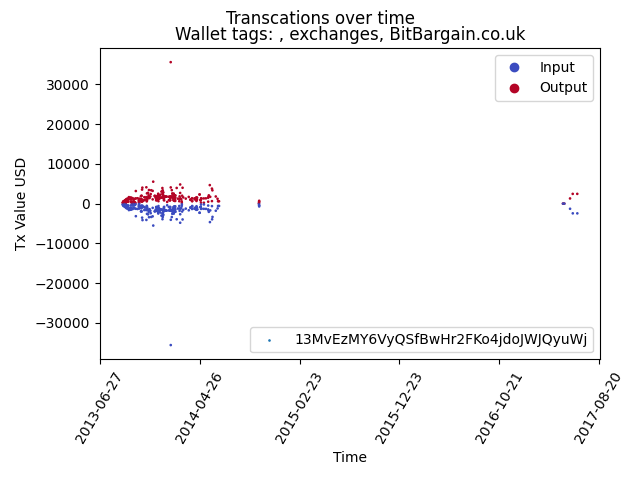 Transcations over time
Wallet tags: , exchanges, BitBargain.co.uk
Input
Output
30000
20000
10000
0
−10000
−20000
−30000
Tx Value USD
13MvEzMY6VyQSfBwHr2FKo4jdoJWJQyuWj
2013-06-27
2014-04-26
2015-02-23
2015-12-23
2016-10-21
2017-08-20
Time